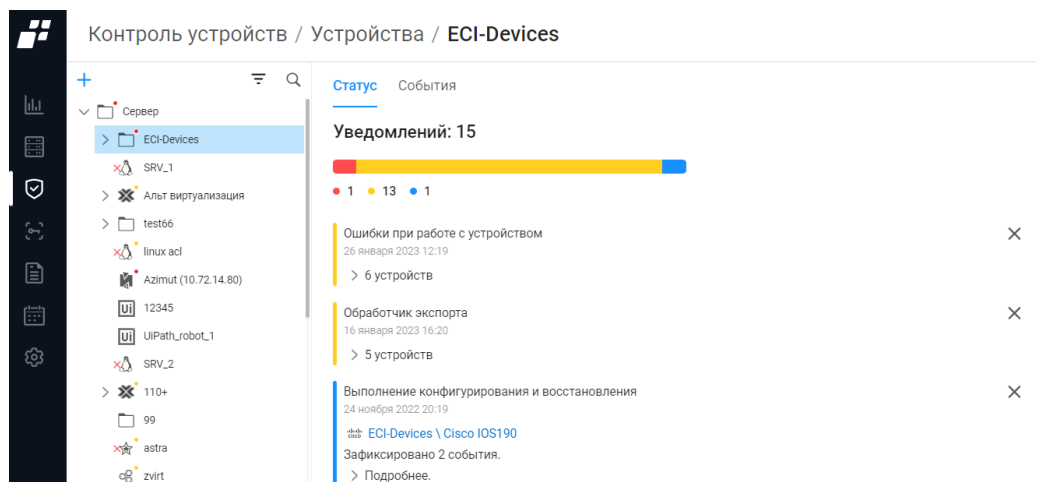 Контроль устройств / Устройства / ECI-Devices
Сервер
ECI-Devices
SRV_1
Альт виртуализация
test66
linux acl
Azimut (10.72.14.80)
Ui 12345
Ui UiPath_robot_1
SRV_2
110+
99
astra
zvirt
Статус События
Уведомлений: 15
1 13 1
Ошибки при работе с устройством
26 января 2023 12:19
6 устройств
Обработчик экспорта
16 января 2023 16:20
5 устройств
Выполнение конфигурирования и восстановления
24 ноября 2022 20:19
ECI-Devices \ Cisco IOS190
Зафиксировано 2 события.
Подробнее.